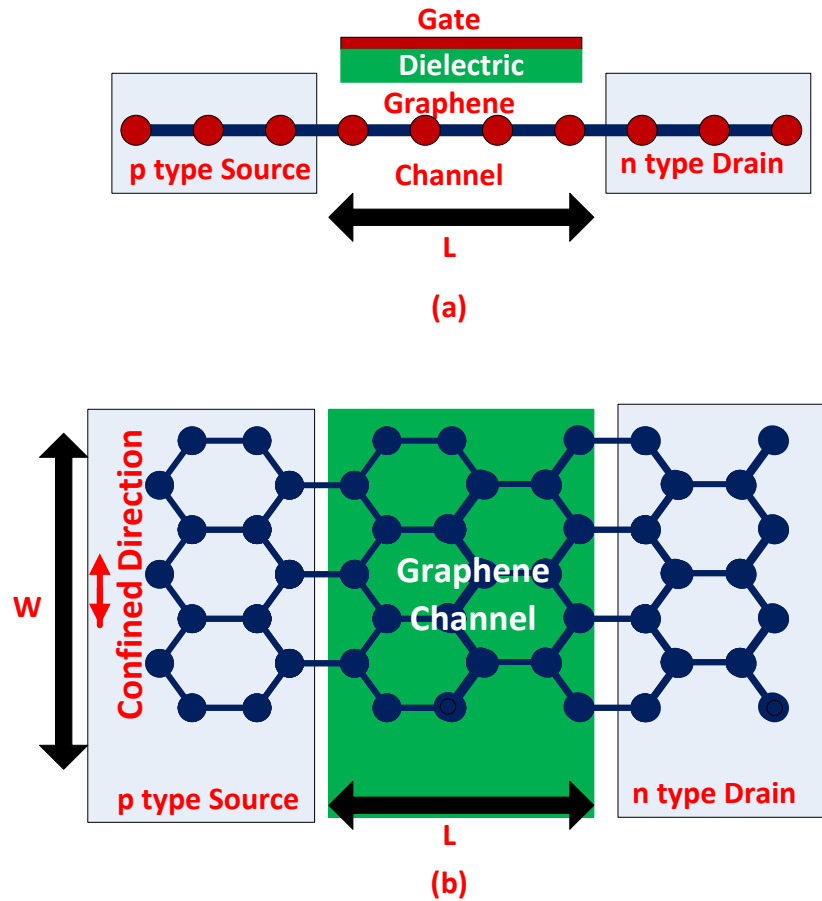 Gate
Dielectric
Graphene
p type Source
Channel
n type Drain
L
(a)
W
Confined Direction
Graphene
Channel
p type Source
n type Drain
L
(b)